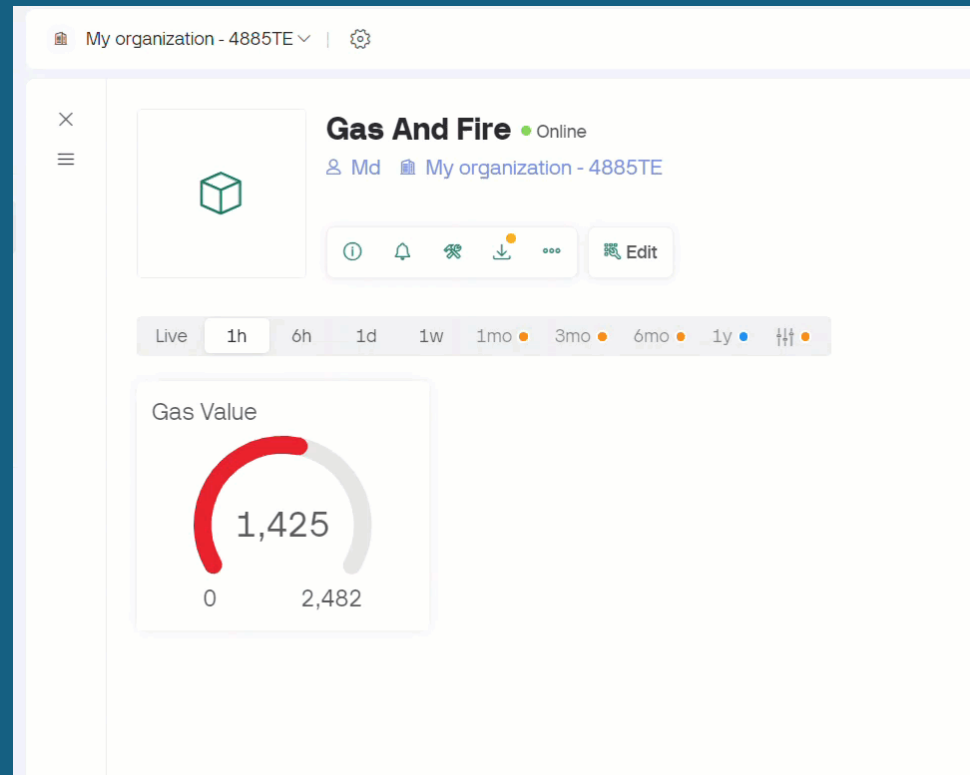 My organization - 4885TE
Gas And Fire Online
Md My organization - 4885TE
Edit
Live 1h 6h 1d 1w 1mo 3mo 6mo 1y
Gas Value
1,425
0 2,482